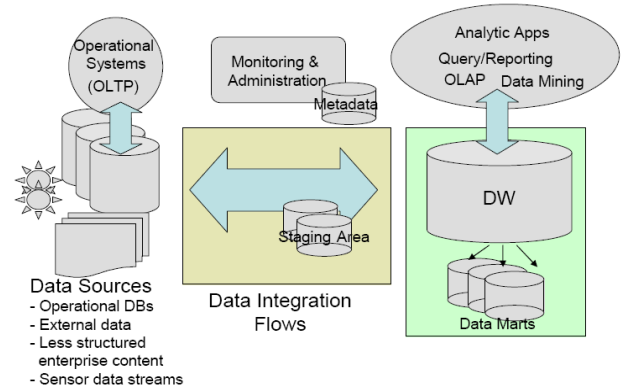 Operational
Systems
(OLTP)
Monitoring &
Administration
Metadata
Analytic Apps
Query/Reporting
OLAP Data Mining
Staging Area
DW
Data Marts
Data Integration
Flows
Data Sources
- Operational DBs
- External data
- Less structured
enterprise content
- Sensor data streams